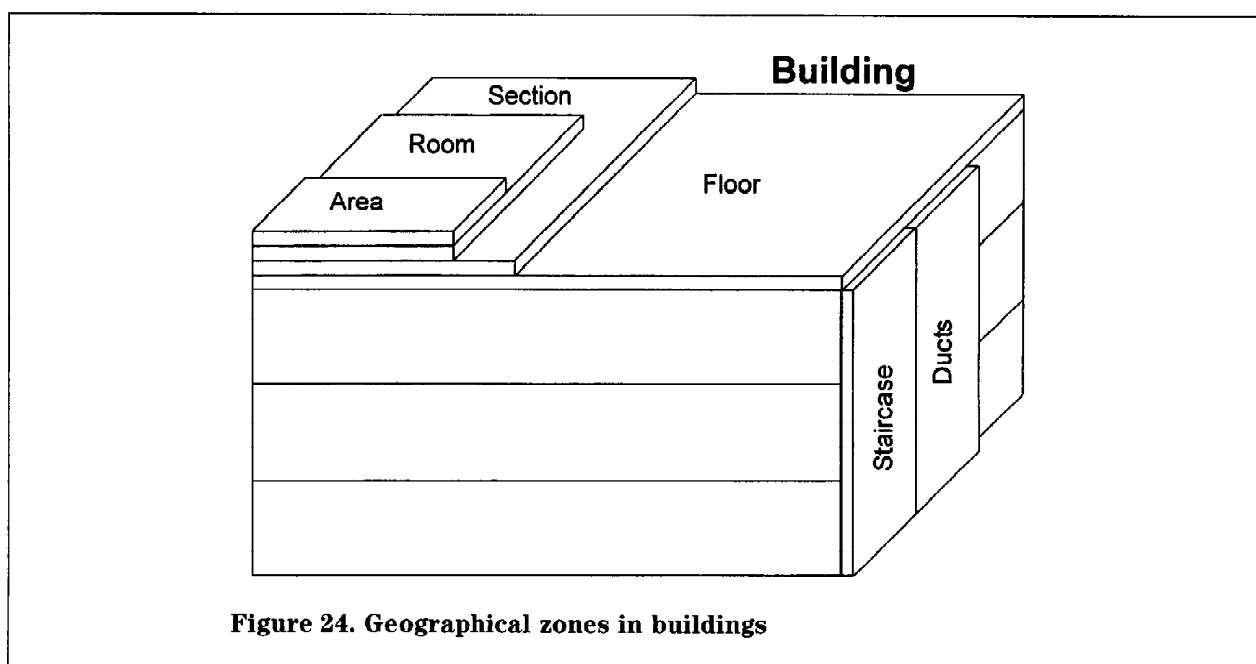 Building
Section
Room
Area
Floor
Staircase
Ducts
Figure 24. Geographical zones in buildings